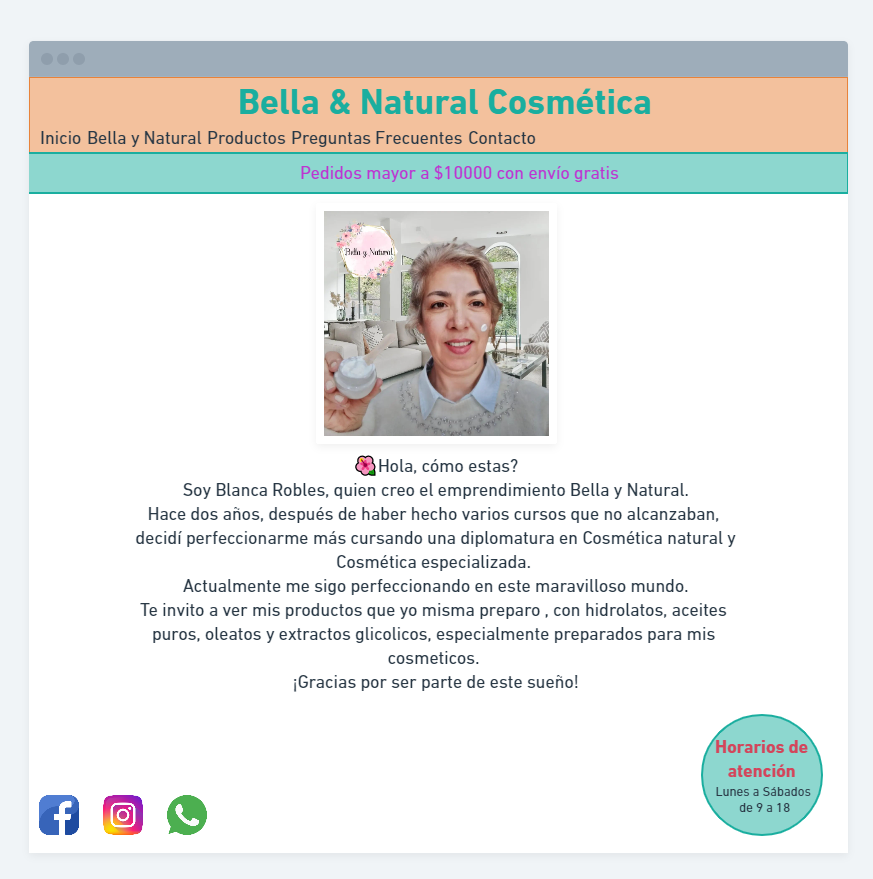 Bella & Natural Cosmética
Inicio Bella y Natural Productos Preguntas Frecuentes Contacto
Pedidos mayor a $10000 con envío gratis
Bella y Natural
Hola, cómo estas?
Soy Blanca Robles, quien creo el emprendimiento Bella y Natural.
Hace dos años, después de haber hecho varios cursos que no alcanzaban,
decidí perfeccionarme más cursando una diplomatura en Cosmética natural y
Cosmética especializada.
Actualmente me sigo perfeccionando en este maravilloso mundo.
Te invito a ver mis productos que yo misma preparo , con hidrolatos, aceites
puros, oleatos y extractos glicolicos, especialmente preparados para mis
cosmeticos.
¡Gracias por ser parte de este sueño!
Horarios de
atención
Lunes a Sábados
de 9 a 18